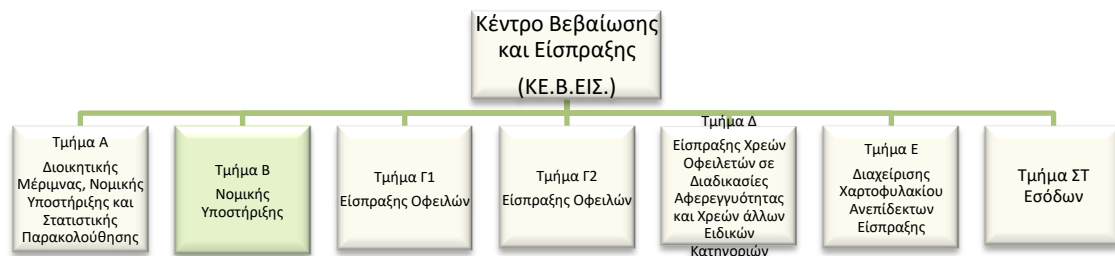 Κέντρο Βεβαίωσης
και Είσπραξης
(ΚΕ.Β.ΕΙΣ.)
Τμήμα Α
Διοικητικής
Μέριμνας, Νομικής
Υποστήριξης και
Στατιστικής
Παρακολούθησης
Τμήμα Β
Νομικής
Υποστήριξης
Τμήμα Γ1
Είσπραξης Οφειλών
Τμήμα Γ2
Είσπραξης Οφειλών
Τμήμα Δ
Είσπραξης Χρεών
Οφειλετών σε
Διαδικασίες
Αφερεγγυότητας
και Χρεών άλλων
Ειδικών
Κατηγοριών
Τμήμα Ε
Διαχείρισης
Χαρτοφυλακίου
Ανεπίδεκτων
Είσπραξης
Τμήμα ΣΤ
Εσόδων